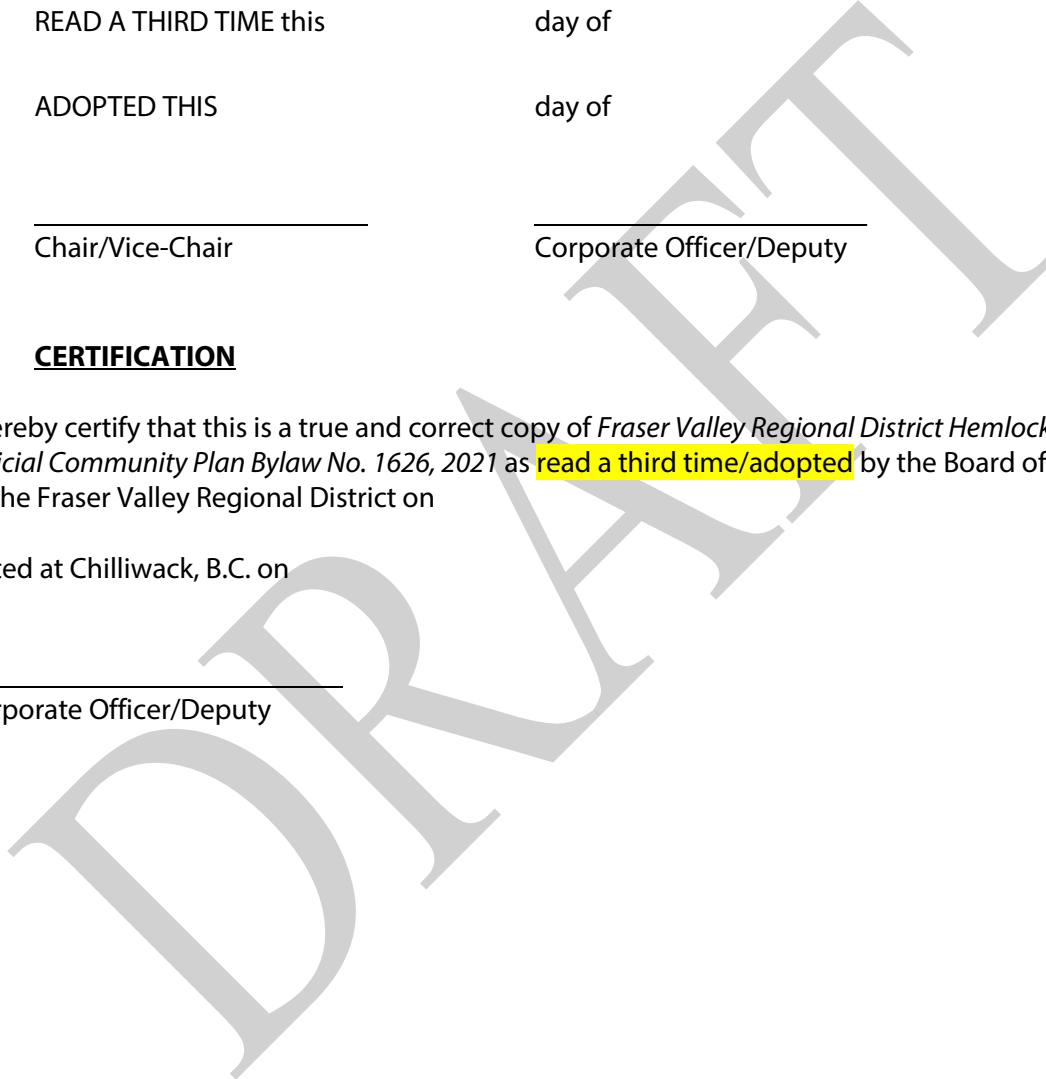 READ A THIRD TIME this day of
ADOPTED THIS day of
Chair/Vice-Chair Corporate Officer/Deputy
CERTIFICATION
ereby certify that this is a true and correct copy of Fraser Valley Regional District Hemlock
icial Community Plan Bylaw No. 1626, 2021 as read a third time/adopted by the Board of
he Fraser Valley Regional District on
ted at Chilliwack, B.C. on
rporate Officer/Deputy
DRAFT